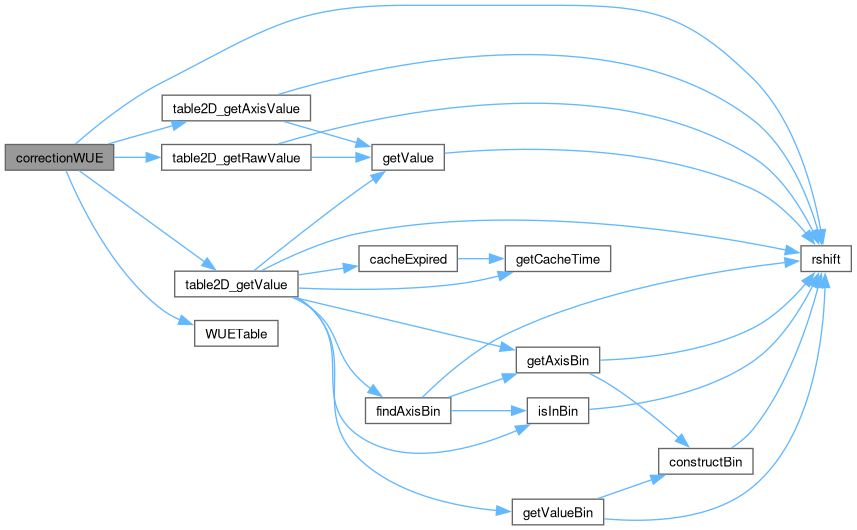 correctionWUE
table2D_getAxisValue
table2D_getRawValue
getValue
table2D_getValue
cacheExpired
getCacheTime
rshift
WUETable
getAxisBin
findAxisBin
isInBin
constructBin
getValueBin